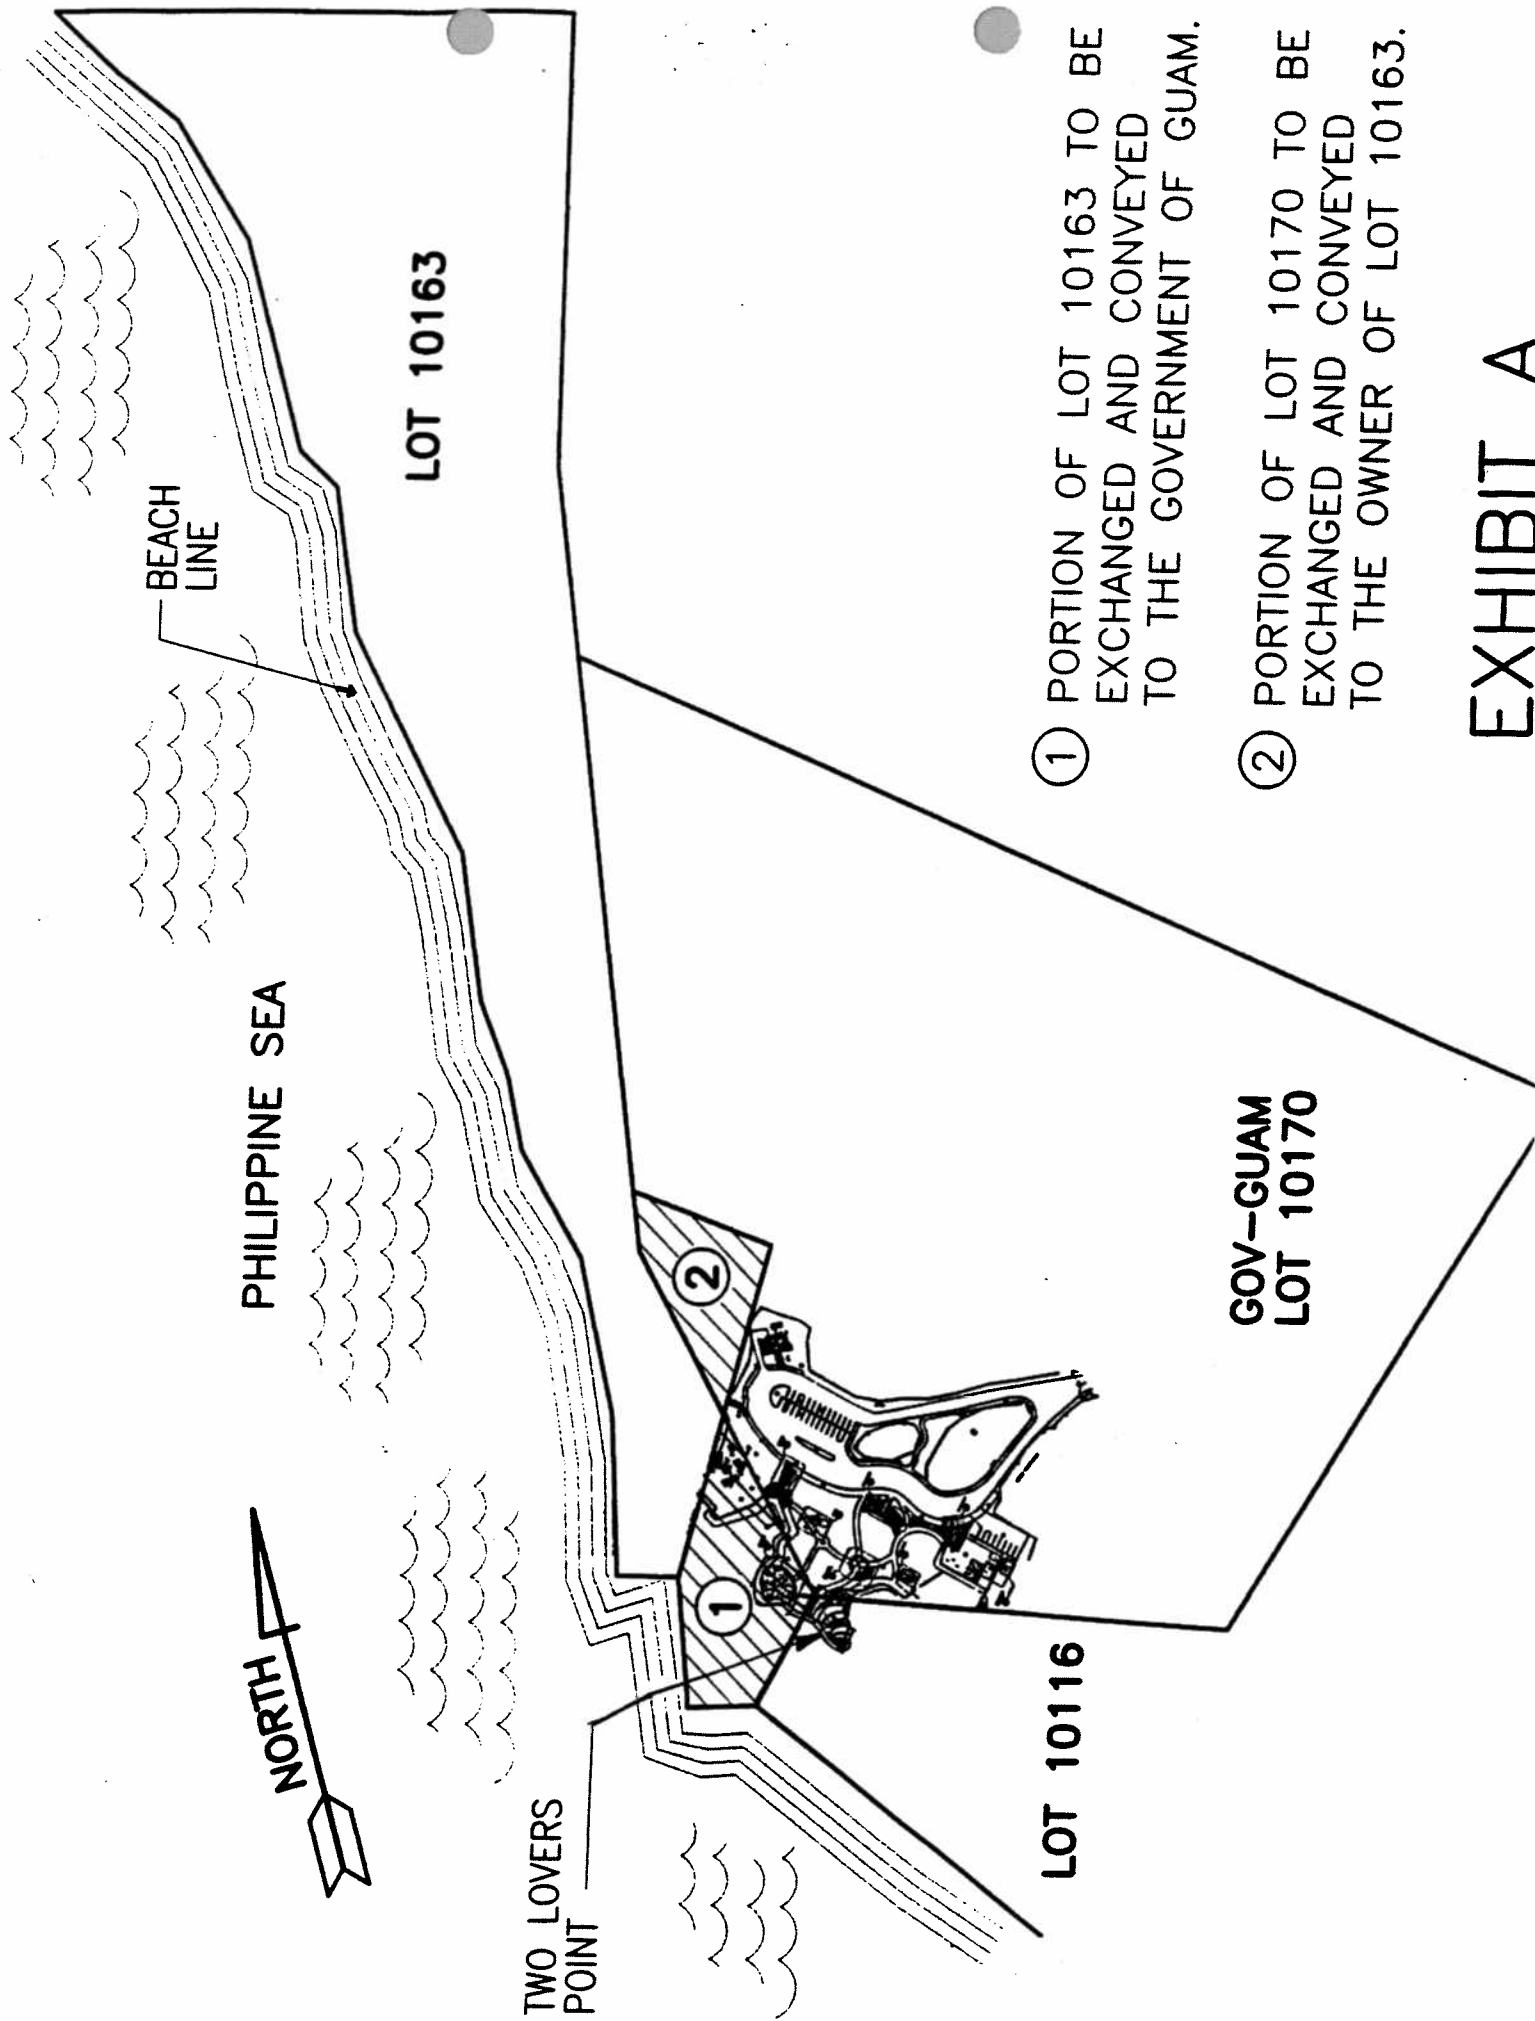 PHILIPPINE SEA
NORTH
BEACH
LINE
LOT 10163
TWO LOVERS
POINT
1
2
LOT 10116
GOV-GUAM
LOT 10170
1 PORTION OF LOT 10163 TO BE
EXCHANGED AND CONVEYED
TO THE GOVERNMENT OF GUAM.
2 PORTION OF LOT 10170 TO BE
EXCHANGED AND CONVEYED
TO THE OWNER OF LOT 10163.
EXHIBIT A